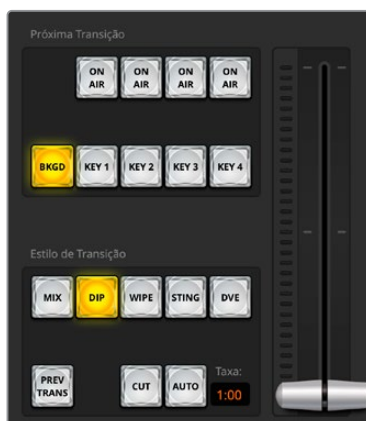 Próxima Transição
ON AIR
ON AIR
ON AIR
ON AIR
BKGD
KEY 1
KEY 2
KEY 3
KEY 4
Estilo de Transição
MIX
DIP
WIPE
STING
DVE
PREV TRANS
CUT
AUTO
Taxa:
1:00